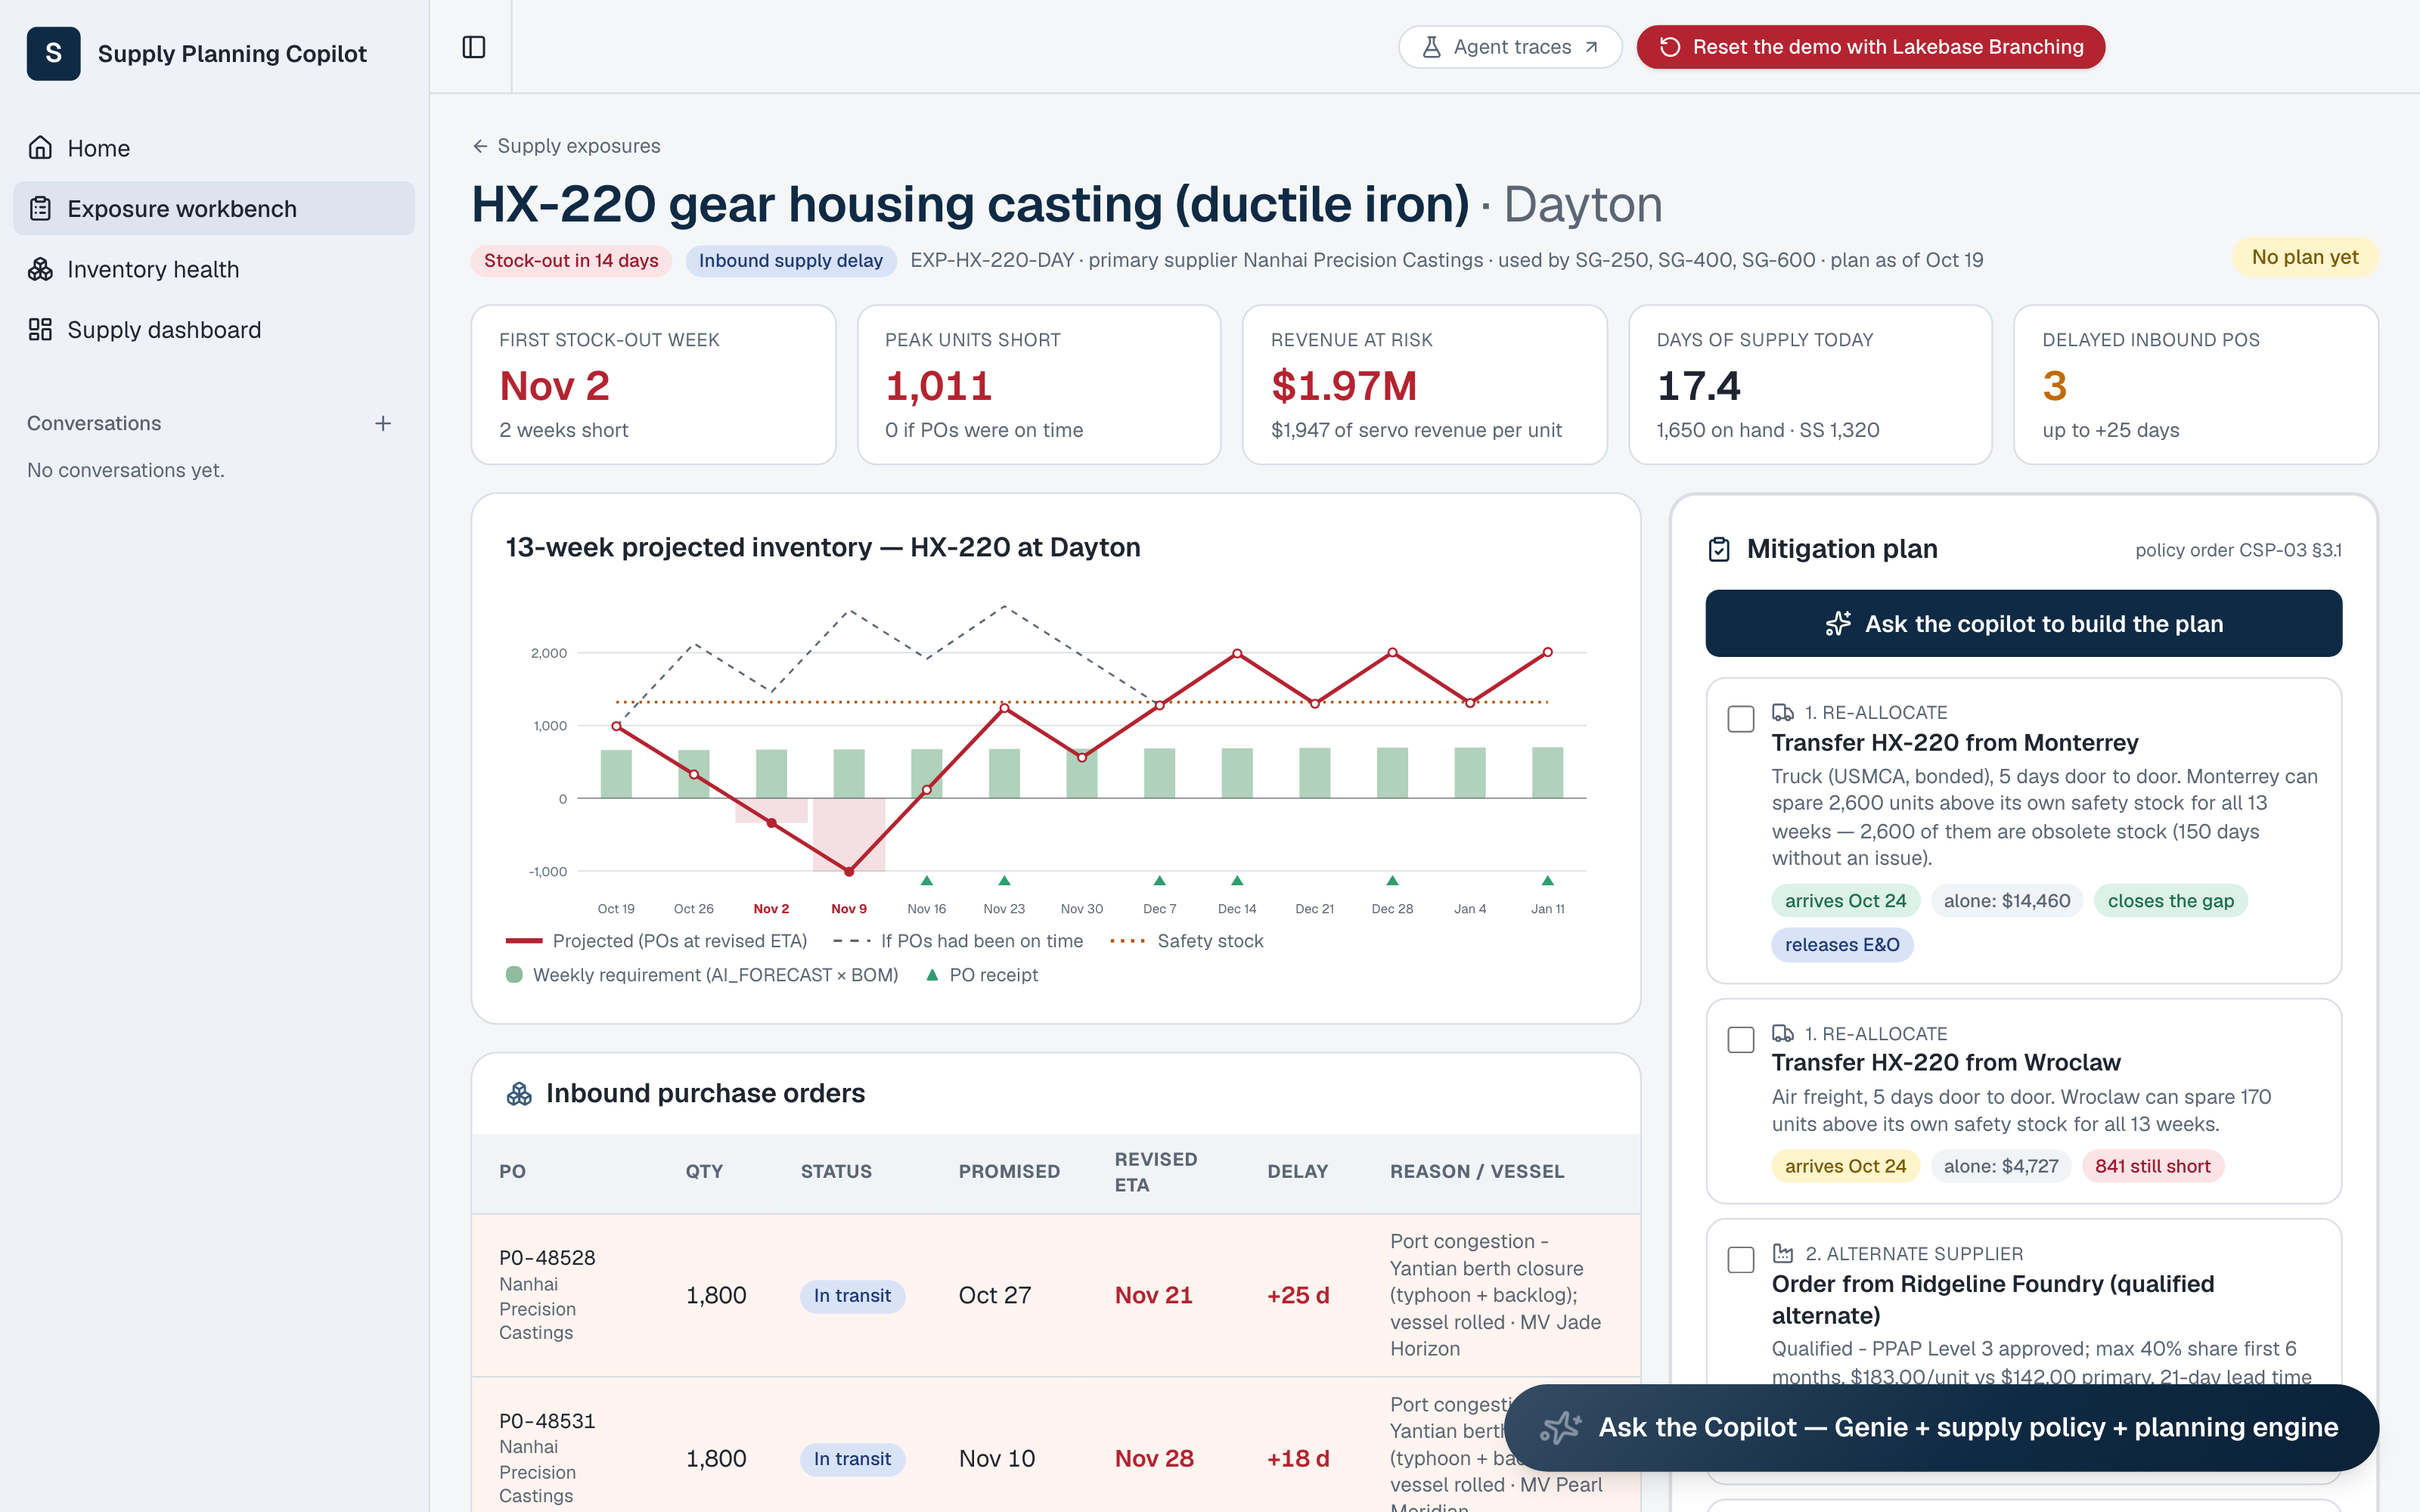 S
Supply Planning Copilot
Home
Exposure workbench
Inventory health
Supply dashboard
Conversations
No conversations yet.
Agent traces
Reset the demo with Lakebase Branching
Supply exposures
HX-220 gear housing casting (ductile iron) · Dayton
Stock-out in 14 days
Inbound supply delay
EXP-HX-220-DAY · primary supplier Nanhai Precision Castings · used by SG-250, SG-400, SG-600 · plan as of Oct 19
No plan yet
FIRST STOCK-OUT WEEK
Nov 2
2 weeks short
PEAK UNITS SHORT
1,011
0 if POs were on time
REVENUE AT RISK
$1.97M
$1,947 of servo revenue per unit
DAYS OF SUPPLY TODAY
17.4
1,650 on hand · SS 1,320
DELAYED INBOUND POS
3
up to +25 days
13-week projected inventory — HX-220 at Dayton
2,000
1,000
0
-1,000
Oct 19 Oct 26 Nov 2 Nov 9 Nov 16 Nov 23 Nov 30 Dec 7 Dec 14 Dec 21 Dec 28 Jan 4 Jan 11
Projected (POs at revised ETA) If POs had been on time Safety stock
Weekly requirement (AI_FORECAST × BOM) PO receipt
Inbound purchase orders
PO QTY STATUS PROMISED REVISED ETA DELAY REASON / VESSEL
PO-48528
Nanhai
Precision
Castings
1,800
In transit
Oct 27
Nov 21
+25 d
Port congestion -
Yantian berth closure
(typhoon + backlog);
vessel rolled · MV Jade
Horizon
PO-48531
Nanhai
Precision
Castings
1,800
In transit
Nov 10
Nov 28
+18 d
Port congesti
Yantian berth
(typhoon + bac
vessel rolled · MV Pearl
Meridian
Mitigation plan
policy order CSP-03 §3.1
Ask the copilot to build the plan
1. RE-ALLOCATE
Transfer HX-220 from Monterrey
Truck (USMCA, bonded), 5 days door to door. Monterrey can
spare 2,600 units above its own safety stock for all 13
weeks — 2,600 of them are obsolete stock (150 days
without an issue).
arrives Oct 24
alone: $14,460
closes the gap
releases E&O
1. RE-ALLOCATE
Transfer HX-220 from Wroclaw
Air freight, 5 days door to door. Wroclaw can spare 170
units above its own safety stock for all 13 weeks.
arrives Oct 24
alone: $4,727
841 still short
2. ALTERNATE SUPPLIER
Order from Ridgeline Foundry (qualified
alternate)
Qualified - PPAP Level 3 approved; max 40% share first 6
months. $183.00/unit vs $142.00 primary. 21-day lead time
Ask the Copilot — Genie + supply policy + planning engine